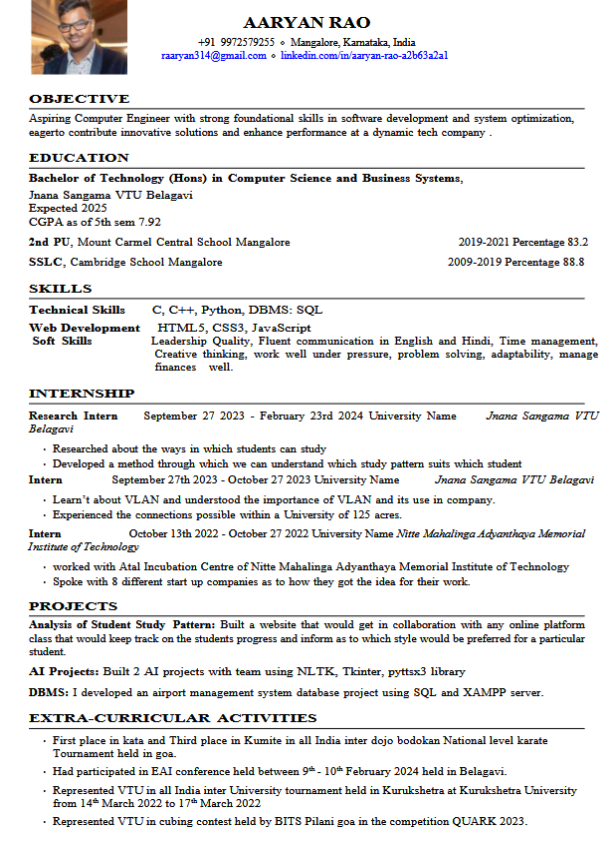 AARYAN RAO
+91 9972579255 ⋄ Mangalore, Karnataka, India
raaryan314@gmail.com ⋄ linkedin.com/in/aaryan-rao-a2b63a2a1
OBJECTIVE
Aspiring Computer Engineer with strong foundational skills in software development and system optimization,
eagerto contribute innovative solutions and enhance performance at a dynamic tech company .
EDUCATION
Bachelor of Technology (Hons) in Computer Science and Business Systems,
Jnana Sangama VTU Belagavi
Expected 2025
CGPA as of 5th sem 7.92
2nd PU, Mount Carmel Central School Mangalore 2019-2021 Percentage 83.2
SSLC, Cambridge School Mangalore 2009-2019 Percentage 88.8
SKILLS
Technical Skills C, C++, Python, DBMS: SQL
Web Development HTML5, CSS3, JavaScript
Soft Skills Leadership Quality, Fluent communication in English and Hindi, Time management,
Creative thinking, work well under pressure, problem solving, adaptability, manage
finances well.
INTERNSHIP
Research Intern September 27 2023 - February 23rd 2024 University Name Jnana Sangama VTU
Belagavi
· Researched about the ways in which students can study
· Developed a method through which we can understand which study pattern suits which student
Intern September 27th 2023 - October 27 2023 University Name Jnana Sangama VTU Belagavi
· Learn't about VLAN and understood the importance of VLAN and its use in company.
· Experienced the connections possible within a University of 125 acres.
Intern October 13th 2022 - October 27 2022 University Name Nitte Mahalinga Adyanthaya Memorial
Institute of Technology
· worked with Atal Incubation Centre of Nitte Mahalinga Adyanthaya Memorial Institute of Technology
· Spoke with 8 different start up companies as to how they got the idea for their work.
PROJECTS
Analysis of Student Study Pattern: Built a website that would get in collaboration with any online platform
class that would keep track on the students progress and inform as to which style would be preferred for a particular
student.
AI Projects: Built 2 AI projects with team using NLTK, Tkinter, pyttsx3 library
DBMS: I developed an airport management system database project using SQL and XAMPP server.
EXTRA-CURRICULAR ACTIVITIES
· First place in kata and Third place in Kumite in all India inter dojo bodokan National level karate
Tournament held in goa.
· Had participated in EAI conference held between 9th - 10th February 2024 held in Belagavi.
· Represented VTU in all India inter University tournament held in Kurukshetra at Kurukshetra University
from 14th March 2022 to 17th March 2022
· Represented VTU in cubing contest held by BITS Pilani goa in the competition QUARK 2023.